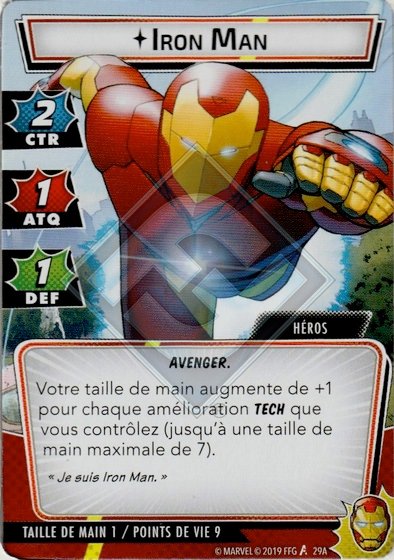 Iron Man
2
CTR
1
ATQ
1
DEF
HÉROS
AVENGER.
Votre taille de main augmente de +1
pour chaque amélioration TECH que
vous contrôlez (jusqu'à une taille de
main maximale de 7).
« Je suis Iron Man. »
TAILLE DE MAIN 1 / POINTS DE VIE 9
© MARVEL © 2019 FFG 29A